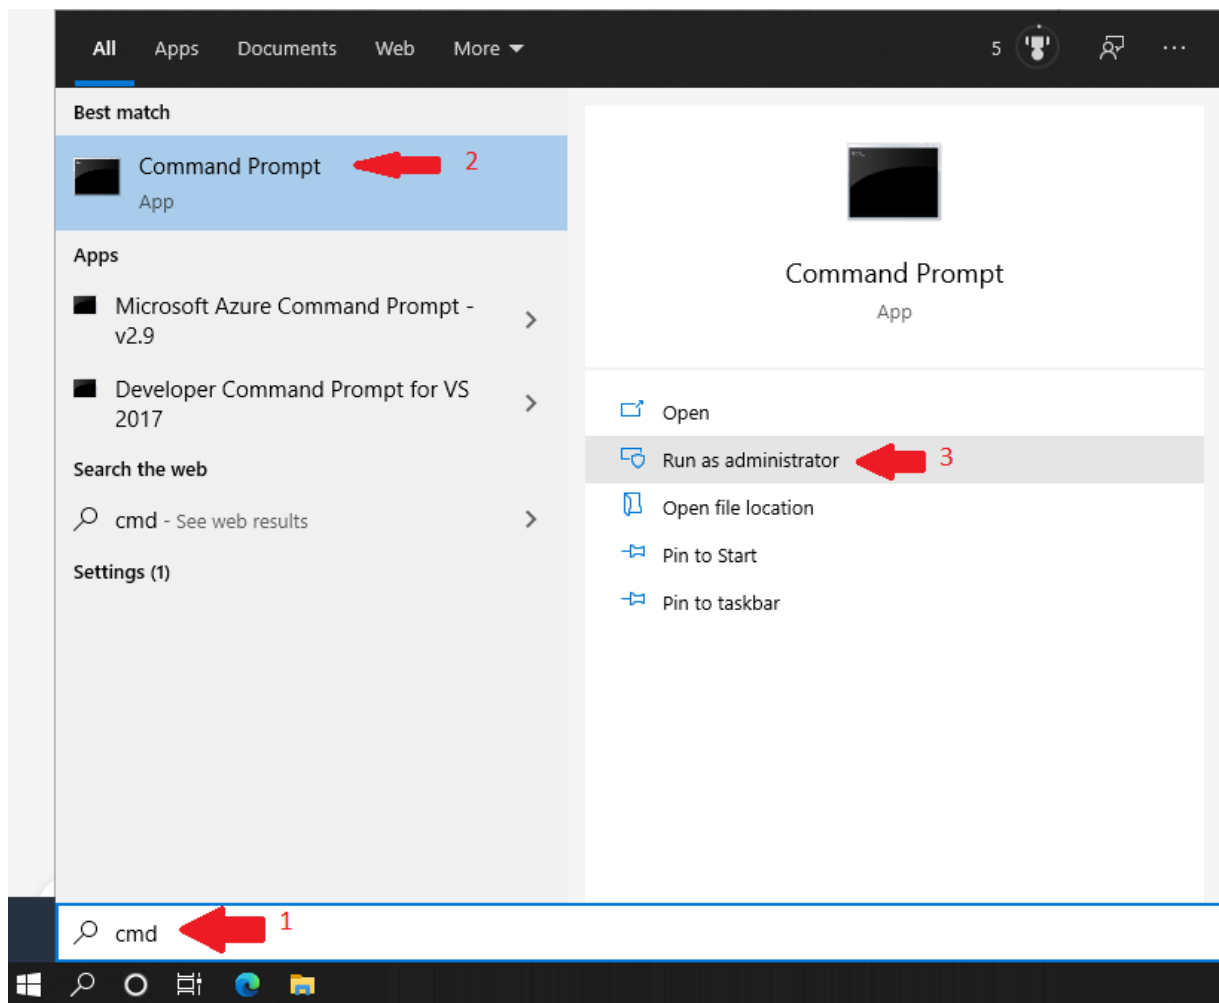 All Apps Documents Web More 5
Best match
Command Prompt 2
App
Apps
Microsoft Azure Command Prompt -
v2.9
Developer Command Prompt for VS
2017
Search the web
cmd - See web results
Settings (1)
Command Prompt
App
Open
Run as administrator 3
Open file location
Pin to Start
Pin to taskbar
cmd 1